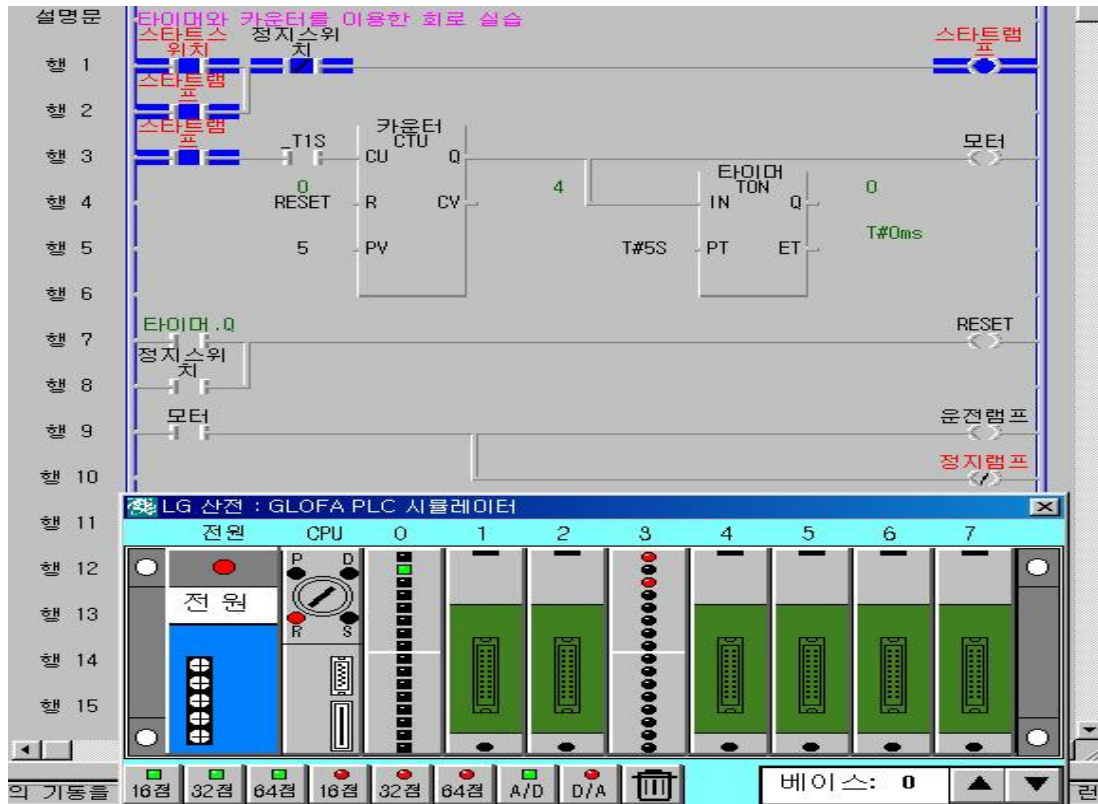 설명문 타이머와 카운터를 이용한 회로 실습
스타트스위치 정지스위치 스타트램프
행 1
스타트램프
행 2
스타트램프 _T1S 카운터 CTU 모터
행 3 CU Q
타이머 TON
행 4 0 RESET R CV 4 IN Q 0
행 5 5 PV T#5S PT ET T#0ms
행 6
타이머.Q RESET
행 7
정지스위치
행 8
모터 운전램프
행 9
정지램프
행 10
행 11
행 12
행 13
행 14
행 15
LG 산전 : GLOFA PLC 시뮬레이터
전원 CPU 0 1 2 3 4 5 6 7
P D
전 원
R S
16점 32점 64점 16점 32점 64점 A/D D/A 베이스: 0
의 기동을 런